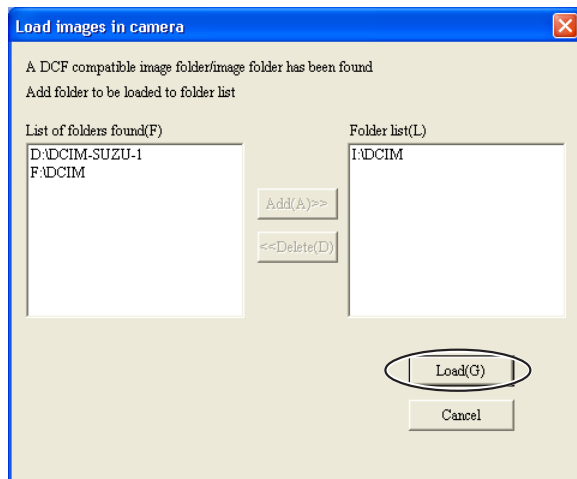 Load images in camera
A DCF compatible image folder/image folder has been found
Add folder to be loaded to folder list
List of folders found(F)
Folder list(L)
D:\DCIM-SUZU-1
F:\DCIM
I:\DCIM
Add(A)>>
<<Delete(D)
Load(G)
Cancel